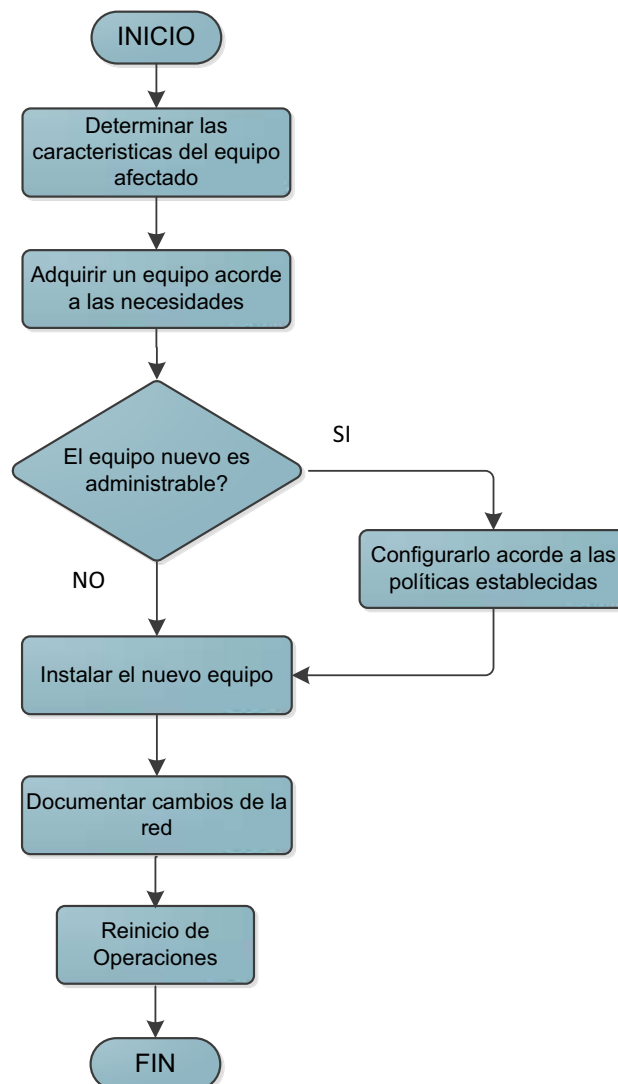 INICIO
Determinar las
caracteristicas del equipo
afectado
Adquirir un equipo acorde
a las necesidades
El equipo nuevo es
administrable?
SI
Configurarlo acorde a las
políticas establecidas
NO
Instalar el nuevo equipo
Documentar cambios de la
red
Reinicio de
Operaciones
FIN